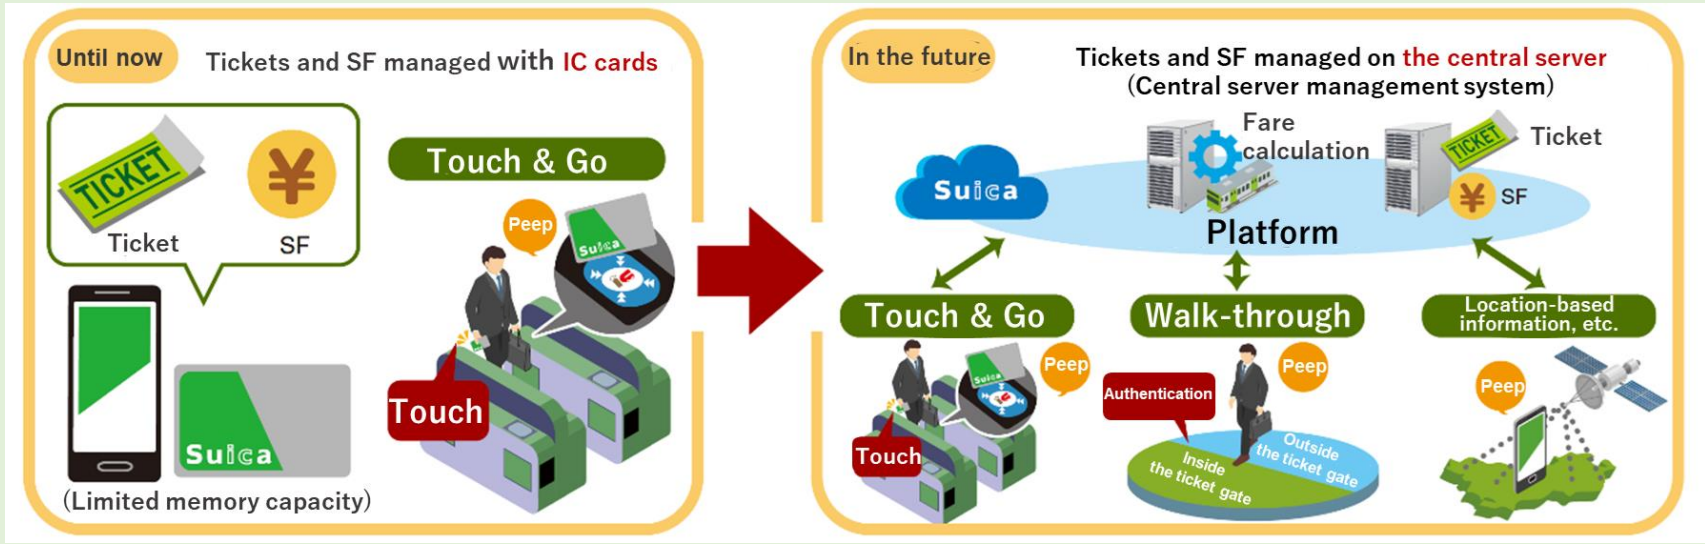 Until now
Tickets and SF managed with IC cards
TICKET
¥
Ticket
SF
Touch & Go
Peep
Suica
Touch
Suica
(Limited memory capacity)
In the future
Tickets and SF managed on the central server
(Central server management system)
Suica
Fare
calculation
TICKET
Ticket
¥
SF
Platform
Touch & Go
Peep
Suica
Touch
Walk-through
Peep
Authentication
Inside
the ticket gate
Outside
the ticket gate
Location-based
information, etc.
Peep